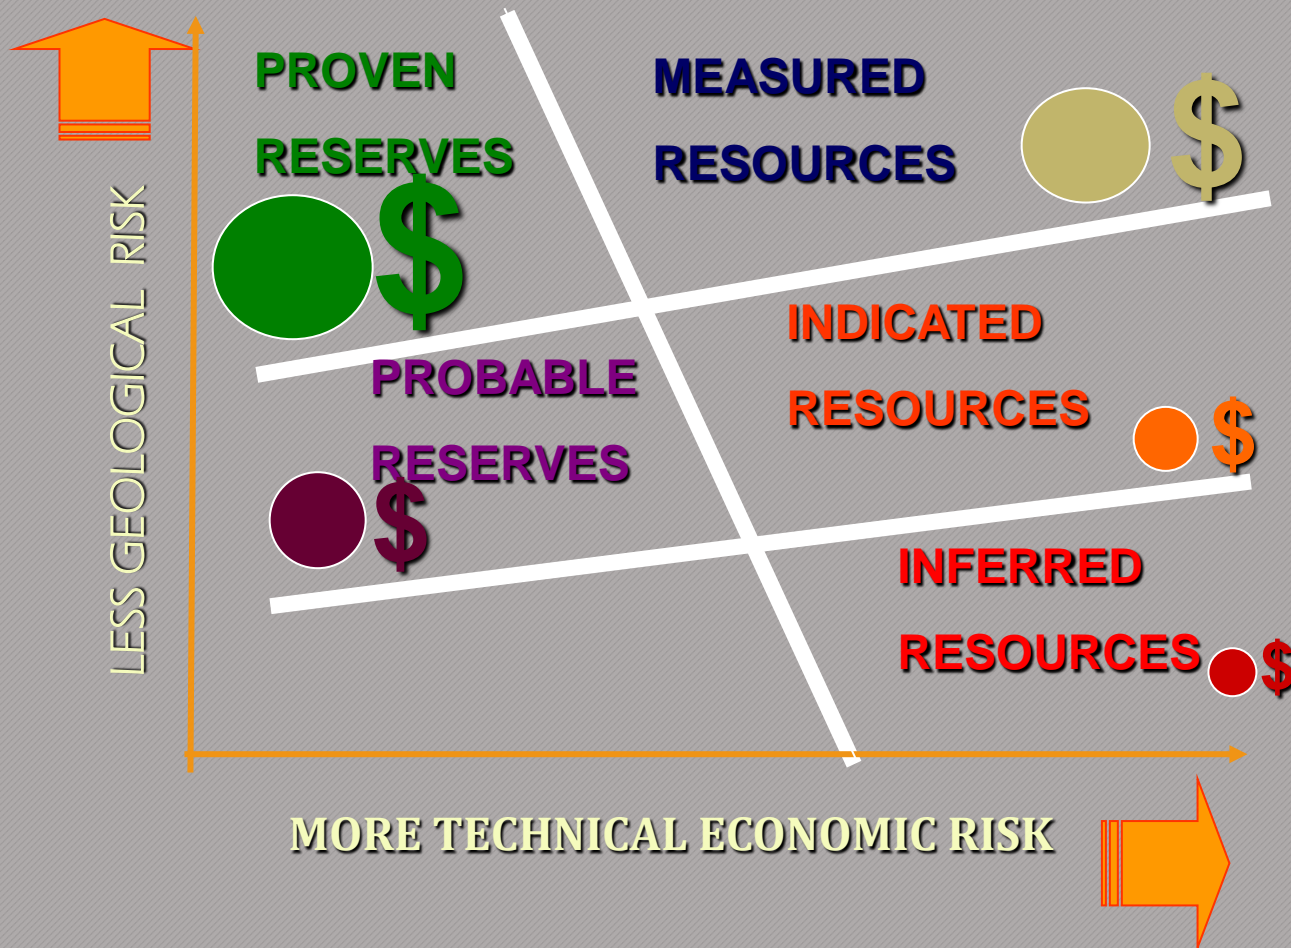 PROVEN
RESERVES
$
MEASURED
RESOURCES
$
LESS GEOLOGICAL RISK
PROBABLE
RESERVES
$
INDICATED
RESOURCES
$
INFERRED
RESOURCES
$
MORE TECHNICAL ECONOMIC RISK